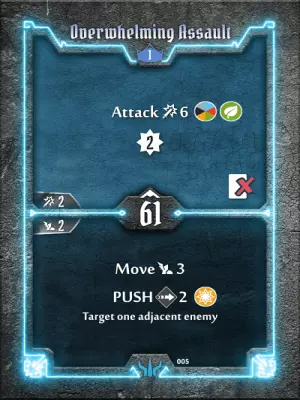 Overwhelming Assault
1
Attack 6
2
2
61
2
Move 3
PUSH 2
Target one adjacent enemy
005